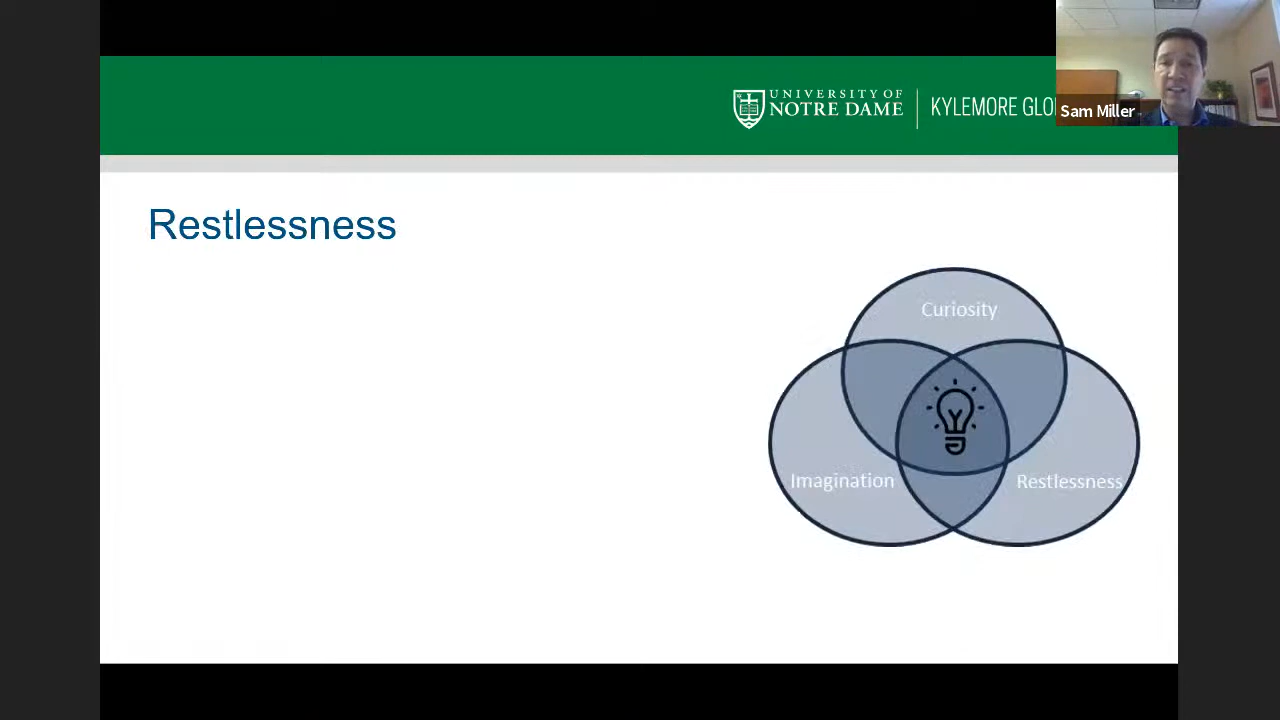 UNIVERSITY OF
NOTRE DAME
KYLEMORE GLO
Sam Miller
Restlessness
Curiosity
Imagination
Restlessness